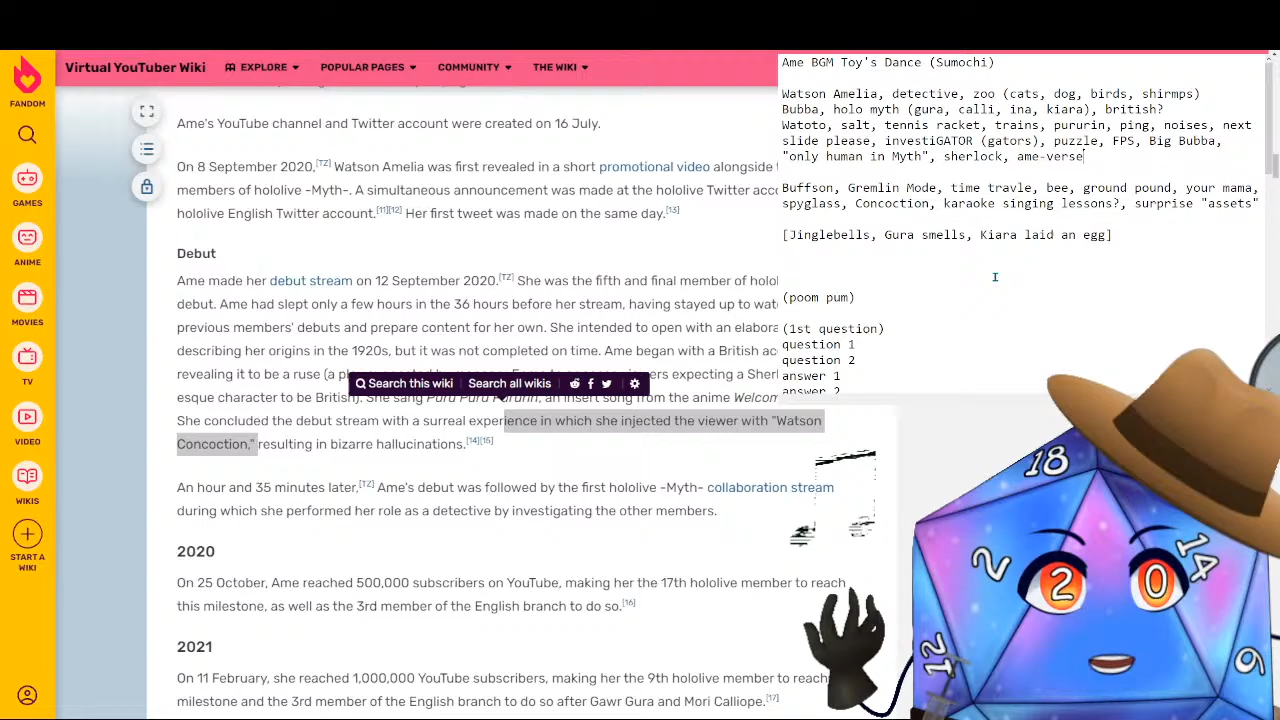 Virtual YouTuber Wiki
EXPLORE
POPULAR PAGES
COMMUNITY
THE WIKI
FANDOM
GAMES
ANIME
MOVIES
TV
VIDEO
WIKIS
START A
WIKI
Ame's YouTube channel and Twitter account were created on 16 July.
On 8 September 2020,[TZ] Watson Amelia was first revealed in a short promotional video alongside
members of hololive -Myth-. A simultaneous announcement was made at the hololive Twitter
hololive English Twitter account.[11][12] Her first tweet was made on the same day.[13]
Debut
Ame made her debut stream on 12 September 2020.[TZ] She was the fifth and final member of
debut. Ame had slept only a few hours in the 36 hours before her stream, having stayed up to
previous members' debuts and prepare content for her own. She intended to open with an
describing her origins in the 1920s, but it was not completed on time. Ame began with a British
revealing it to be a ruse (a
Search this wiki
Search all wikis
esque character to be British). She sang Puru Puru Pururin, an insert song from the anime
She concluded the debut stream with a surreal experience in which she injected the viewer with "Watson
Concoction," resulting in bizarre hallucinations.[14][15]
An hour and 35 minutes later,[TZ] Ame's debut was followed by the first hololive -Myth- collaboration stream
during which she performed her role as a detective by investigating the other members.
2020
On 25 October, Ame reached 500,000 subscribers on YouTube, making her the 17th hololive member to reach
this milestone, as well as the 3rd member of the English branch to do so.[16]
2021
On 11 February, she reached 1,000,000 YouTube subscribers, making her the 9th hololive member to reach
milestone and the 3rd member of the English branch to do so after Gawr Gura and Mori Calliope.[17]
Ame BGM Toy's Dance (Sumochi)
Watson Amelia, detective, zoo (cats, dog, birds, shirmps)
Bubba, holo myth (gura, calli, ina, kiara), british?
Watoto, salt, tennis racket, trains, pururin, ping, noises, next
slide please, investiGATOR (gators), puzzle, FPS, Big Bubba,
"only human in Myth", sherlock, ame-verse
Buffson, Gremlin Mode, time travle, bee, ground pound, your mama,
spyglass, Concoction, karaoke singing lessons?, surprise "assets"
[Jinglebells, Gura smells, Kiara laid an egg]
(poom pum)
(1st question)
question 1
question 2
answer 1
answer 2
18
2
14
2
0
12
9